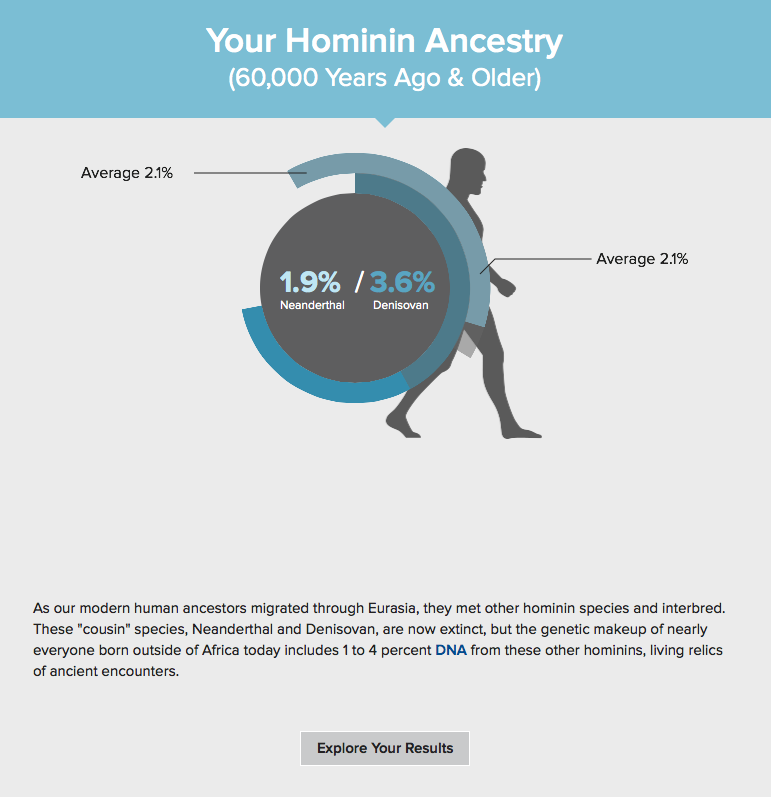 Your Hominin Ancestry
(60,000 Years Ago & Older)
Average 2.1%
Average 2.1%
1.9% / 3.6%
Neanderthal Denisovan
As our modern human ancestors migrated through Eurasia, they met other hominin species and interbred.
These "cousin" species, Neanderthal and Denisovan, are now extinct, but the genetic makeup of nearly
everyone born outside of Africa today includes 1 to 4 percent DNA from these other hominins, living relics
of ancient encounters.
Explore Your Results